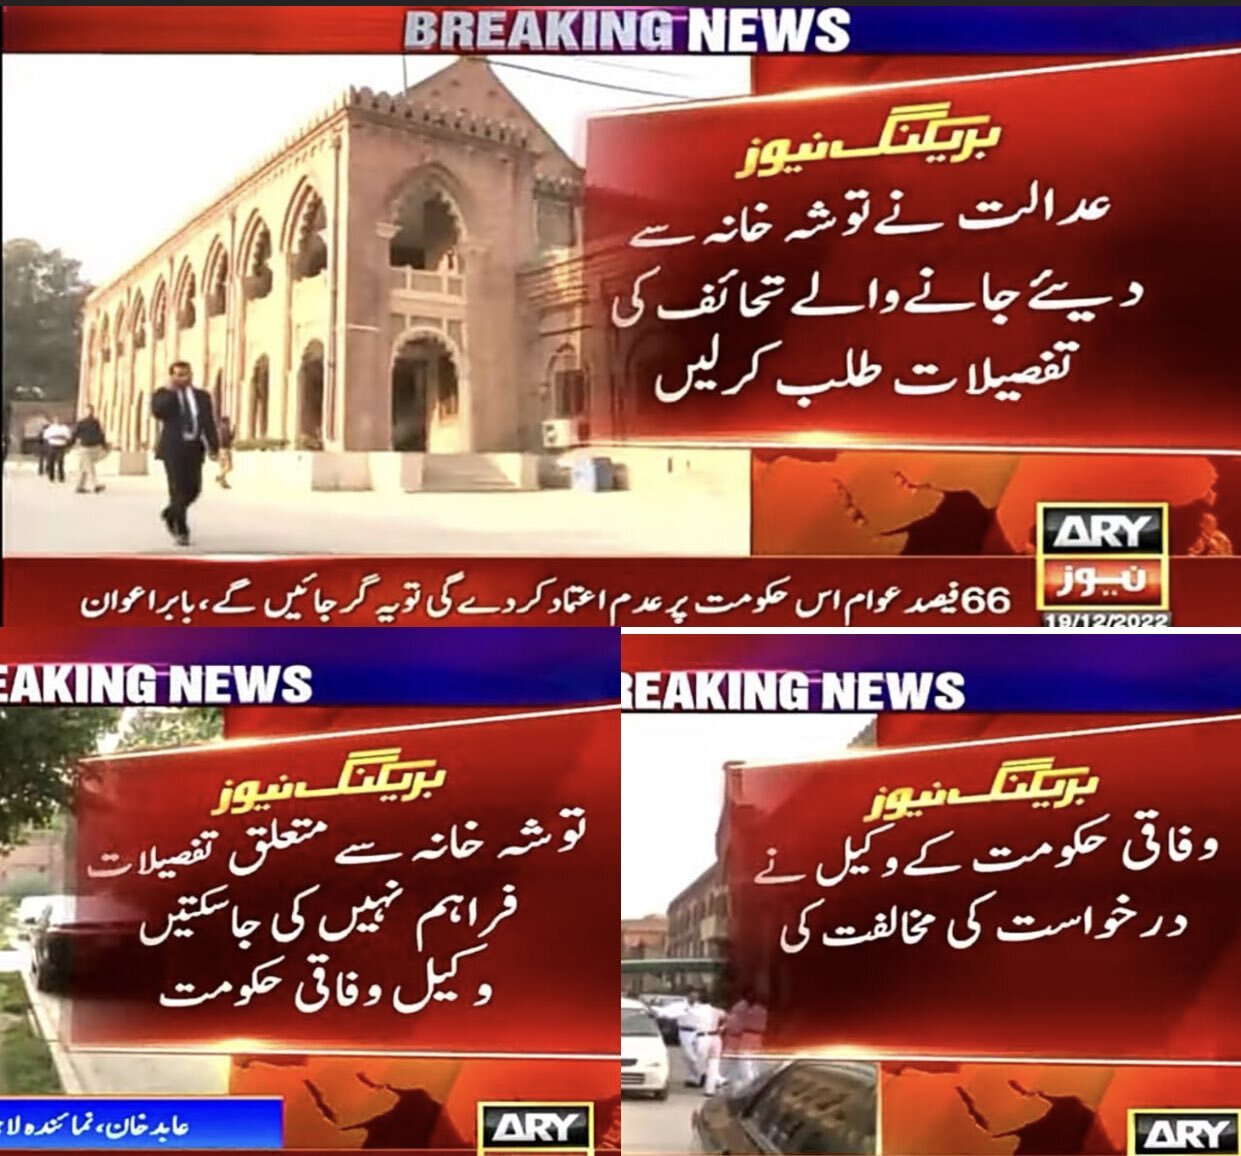 BREAKING NEWS
بریکنگ نیوز
عدالت نے توشہ خانہ سے
دیئے جانے والے تحائف کی
تفصیلات طلب کرلیں
ARY
نیوز
66 فیصد عوام اس حکومت پر عدم اعتماد کردے گی تو یہ گر جائیں گے، بابر اعوان
19/12/2022
EAKING NEWS
بریکنگ نیوز
توشہ خانہ سے متعلق تفصیلات
فراہم نہیں کی جاسکتیں
وکیل وفاقی حکومت
عابد خان، نمائندہ لا
ARY
REAKING NEWS
بریکنگ نیوز
وفاقی حکومت کے وکیل نے
درخواست کی مخالفت کی
ARY